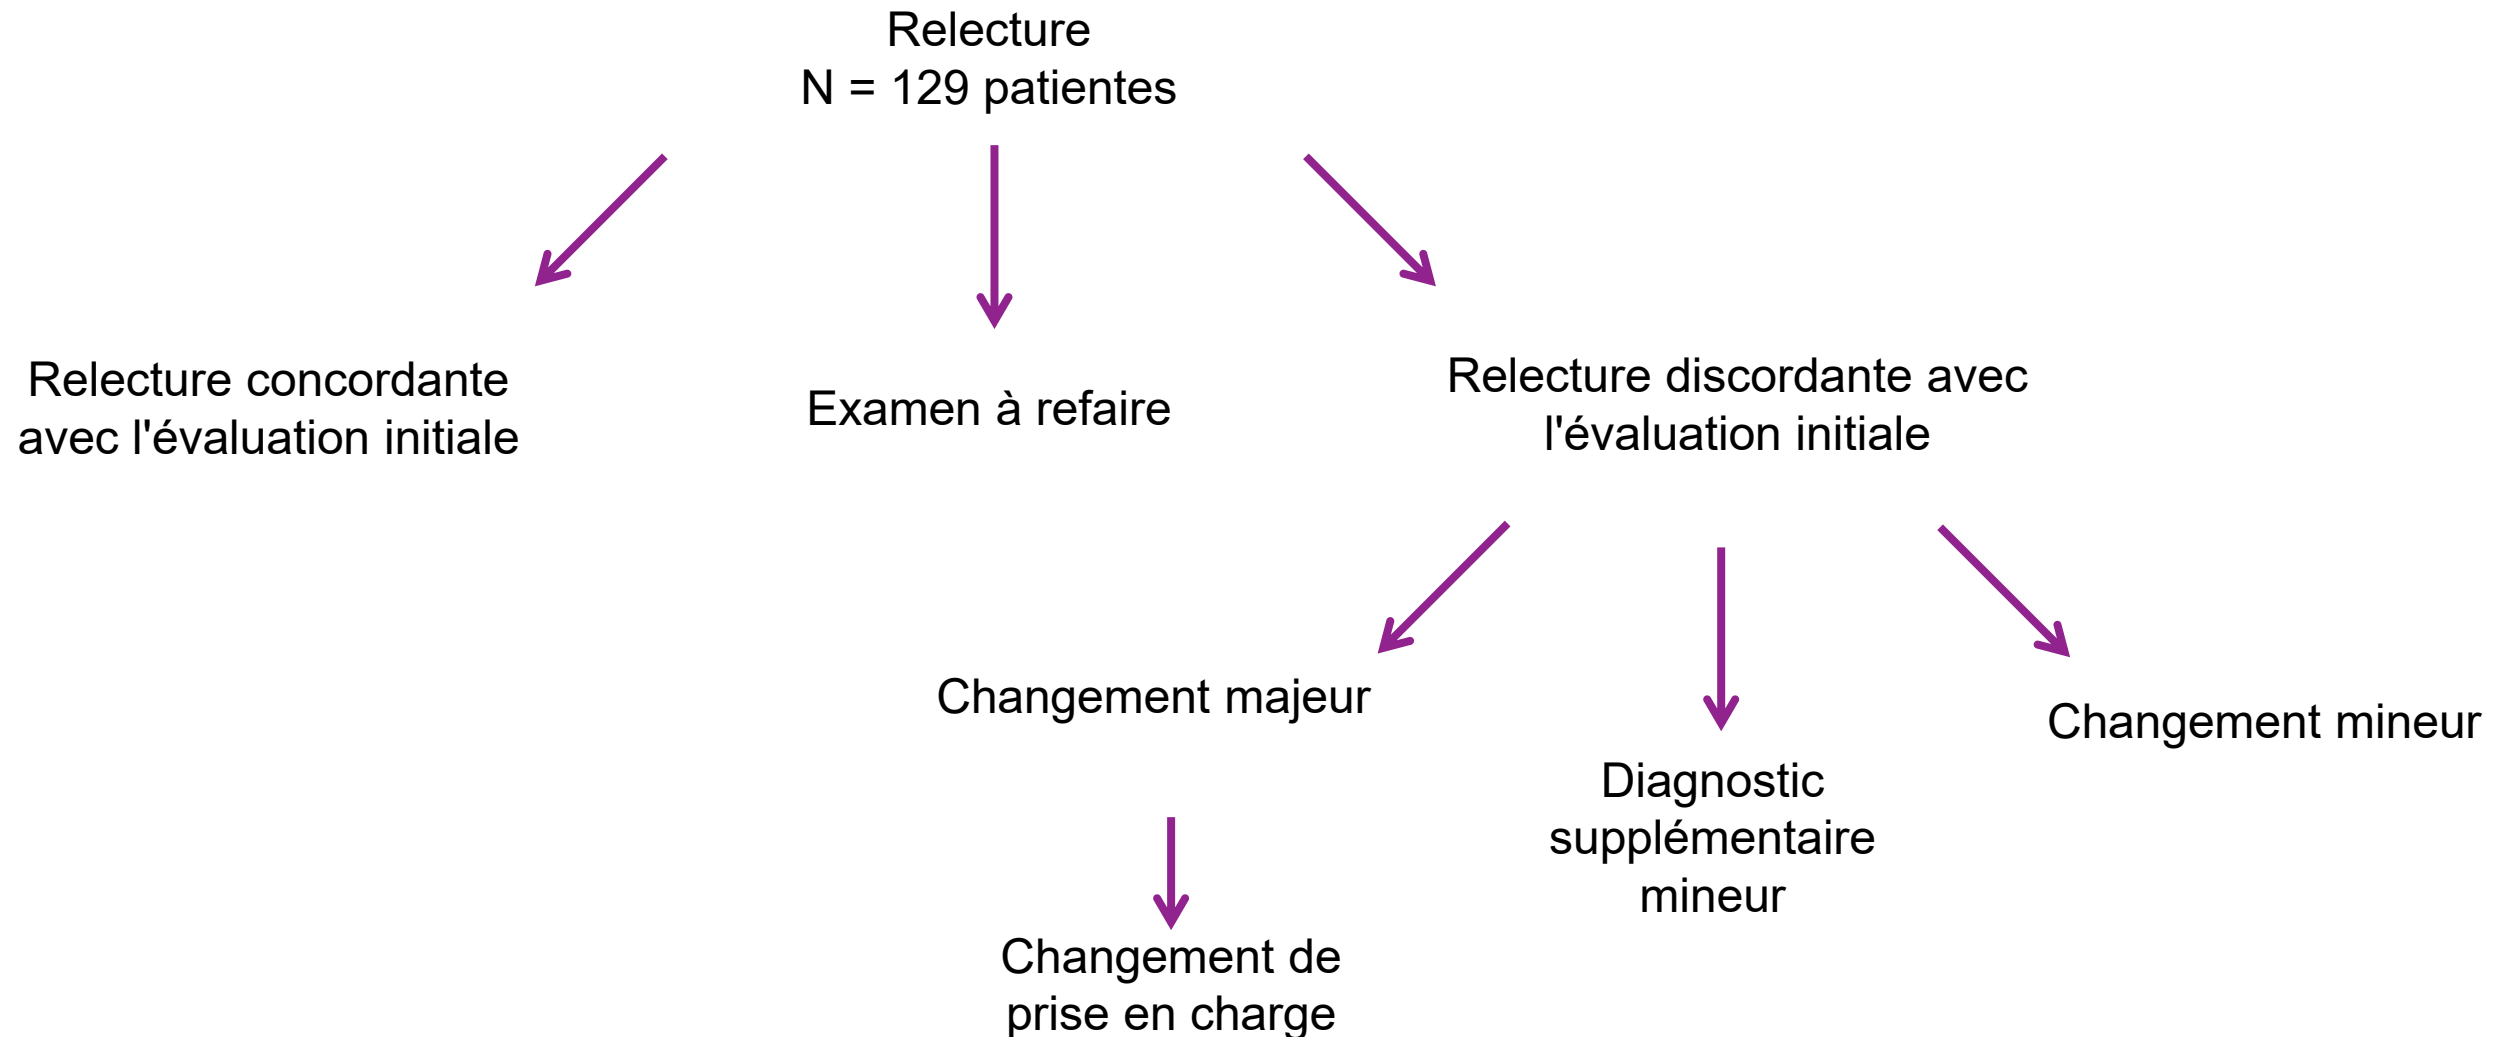 Relecture
N = 129 patientes
Relecture concordante
avec l'évaluation initiale
Examen à refaire
Relecture discordante avec
l'évaluation initiale
Changement majeur
Diagnostic
supplémentaire
mineur
Changement mineur
Changement de
prise en charge